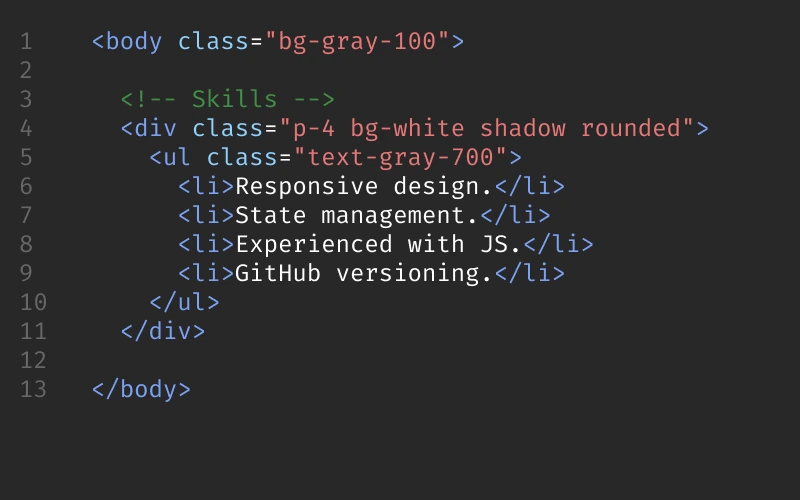 1 <body class="bg-gray-100">
2
3 <!-- Skills -->
4 <div class="p-4 bg-white shadow rounded">
5 <ul class="text-gray-700">
6 <li>Responsive design.</li>
7 <li>State management.</li>
8 <li>Experienced with JS.</li>
9 <li>GitHub versioning.</li>
10 </ul>
11 </div>
12
13 </body>